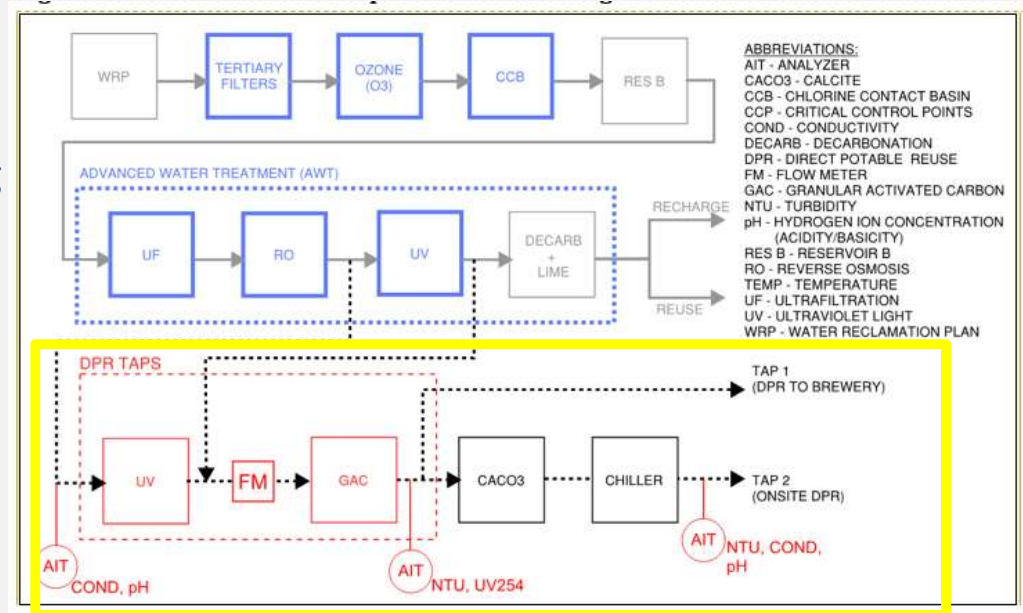 WRP
TERTIARY
FILTERS
OZONE
(O3)
CCB
RES B
ABBREVIATIONS:
AIT - ANALYZER
CACO3 - CALCITE
CCB - CHLORINE CONTACT BASIN
CCP - CRITICAL CONTROL POINTS
COND - CONDUCTIVITY
DECARB - DECARBONATION
DPR - DIRECT POTABLE REUSE
FM - FLOW METER
GAC - GRANULAR ACTIVATED CARBON
NTU - TURBIDITY
pH - HYDROGEN ION CONCENTRATION
(ACIDITY/BASICITY)
RES B - RESERVOIR B
RO - REVERSE OSMOSIS
TEMP - TEMPERATURE
UF - ULTRAFILTRATION
UV - ULTRAVIOLET LIGHT
WRP - WATER RECLAMATION PLAN
ADVANCED WATER TREATMENT (AWT)
UF
RO
UV
DECARB
+
LIME
RECHARGE
REUSE
DPR TAPS
TAP 1
(DPR TO BREWERY)
UV
FM
GAC
CACO3
CHILLER
TAP 2
(ONSITE DPR)
AIT
COND, pH
AIT
NTU, UV254
AIT
NTU, COND,
pH